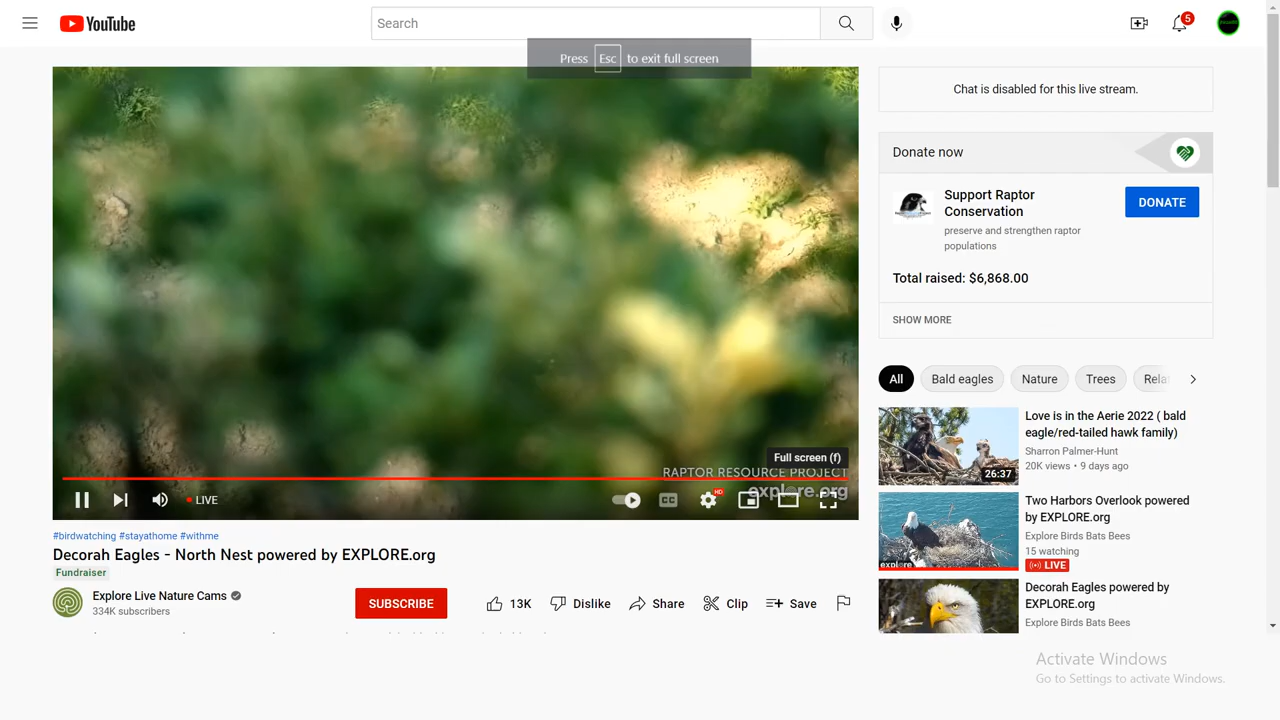 YouTube
Search
5
Press Esc to exit full screen
Chat is disabled for this live stream.
Donate now
Support Raptor
Conservation
preserve and strengthen raptor
populations
DONATE
Total raised: $6,868.00
SHOW MORE
All
Bald eagles
Nature
Trees
Rela
Full screen (f)
RAPTOR RESOURCE PROJECT
explore.org
LIVE
CC
HD
Love is in the Aerie 2022 ( bald
eagle/red-tailed hawk family)
Sharron Palmer-Hunt
20K views • 9 days ago
26:37
Two Harbors Overlook powered
by EXPLORE.org
Explore Birds Bats Bees
15 watching
LIVE
explore
Decorah Eagles powered by
EXPLORE.org
Explore Birds Bats Bees
#birdwatching #stayathome #withme
Decorah Eagles - North Nest powered by EXPLORE.org
Fundraiser
Explore Live Nature Cams
334K subscribers
SUBSCRIBE
13K
Dislike
Share
Clip
Save
Activate Windows
Go to Settings to activate Windows.